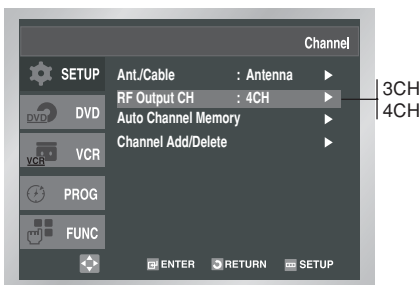 Channel
SETUP
Ant./Cable : Antenna ►
RF Output CH : 4CH ►
3CH
4CH
DVD DVD
Auto Channel Memory ►
Channel Add/Delete ►
VCR VCR
PROG
FUNC
ENTER RETURN SETUP